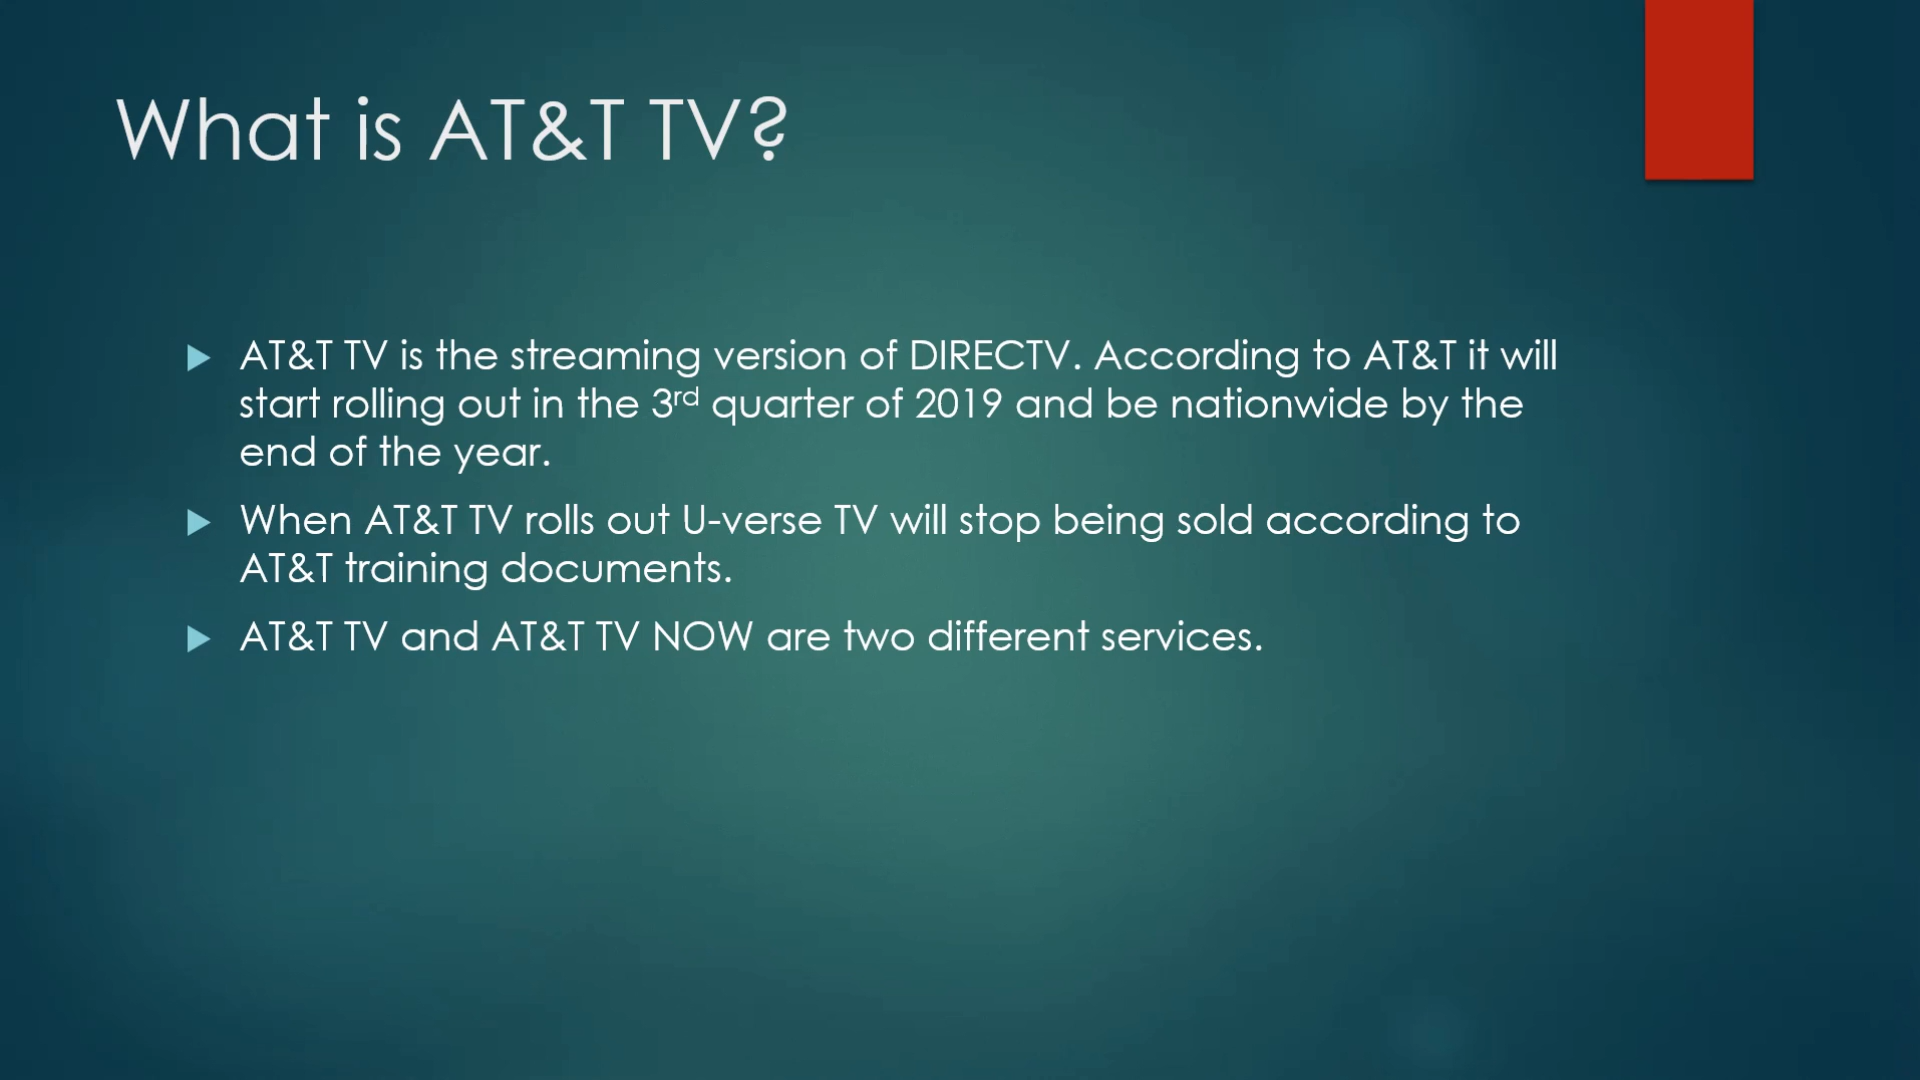 What is AT&T TV?
AT&T TV is the streaming version of DIRECTV. According to AT&T it will
start rolling out in the 3rd quarter of 2019 and be nationwide by the
end of the year.
When AT&T TV rolls out U-verse TV will stop being sold according to
AT&T training documents.
AT&T TV and AT&T TV NOW are two different services.